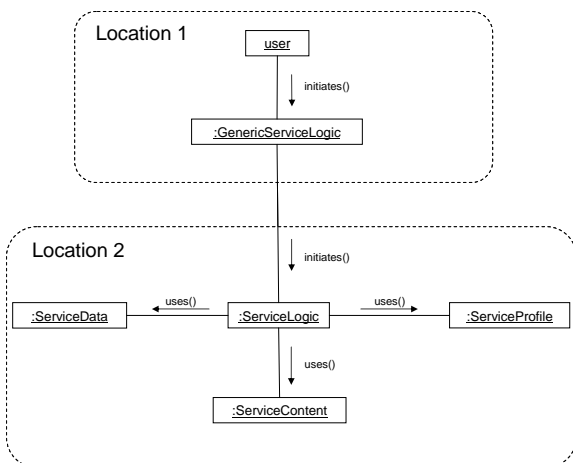 Location 1
user
initiates()
:GenericServiceLogic
Location 2
initiates()
uses()
uses()
:ServiceData
:ServiceLogic
:ServiceProfile
uses()
:ServiceContent